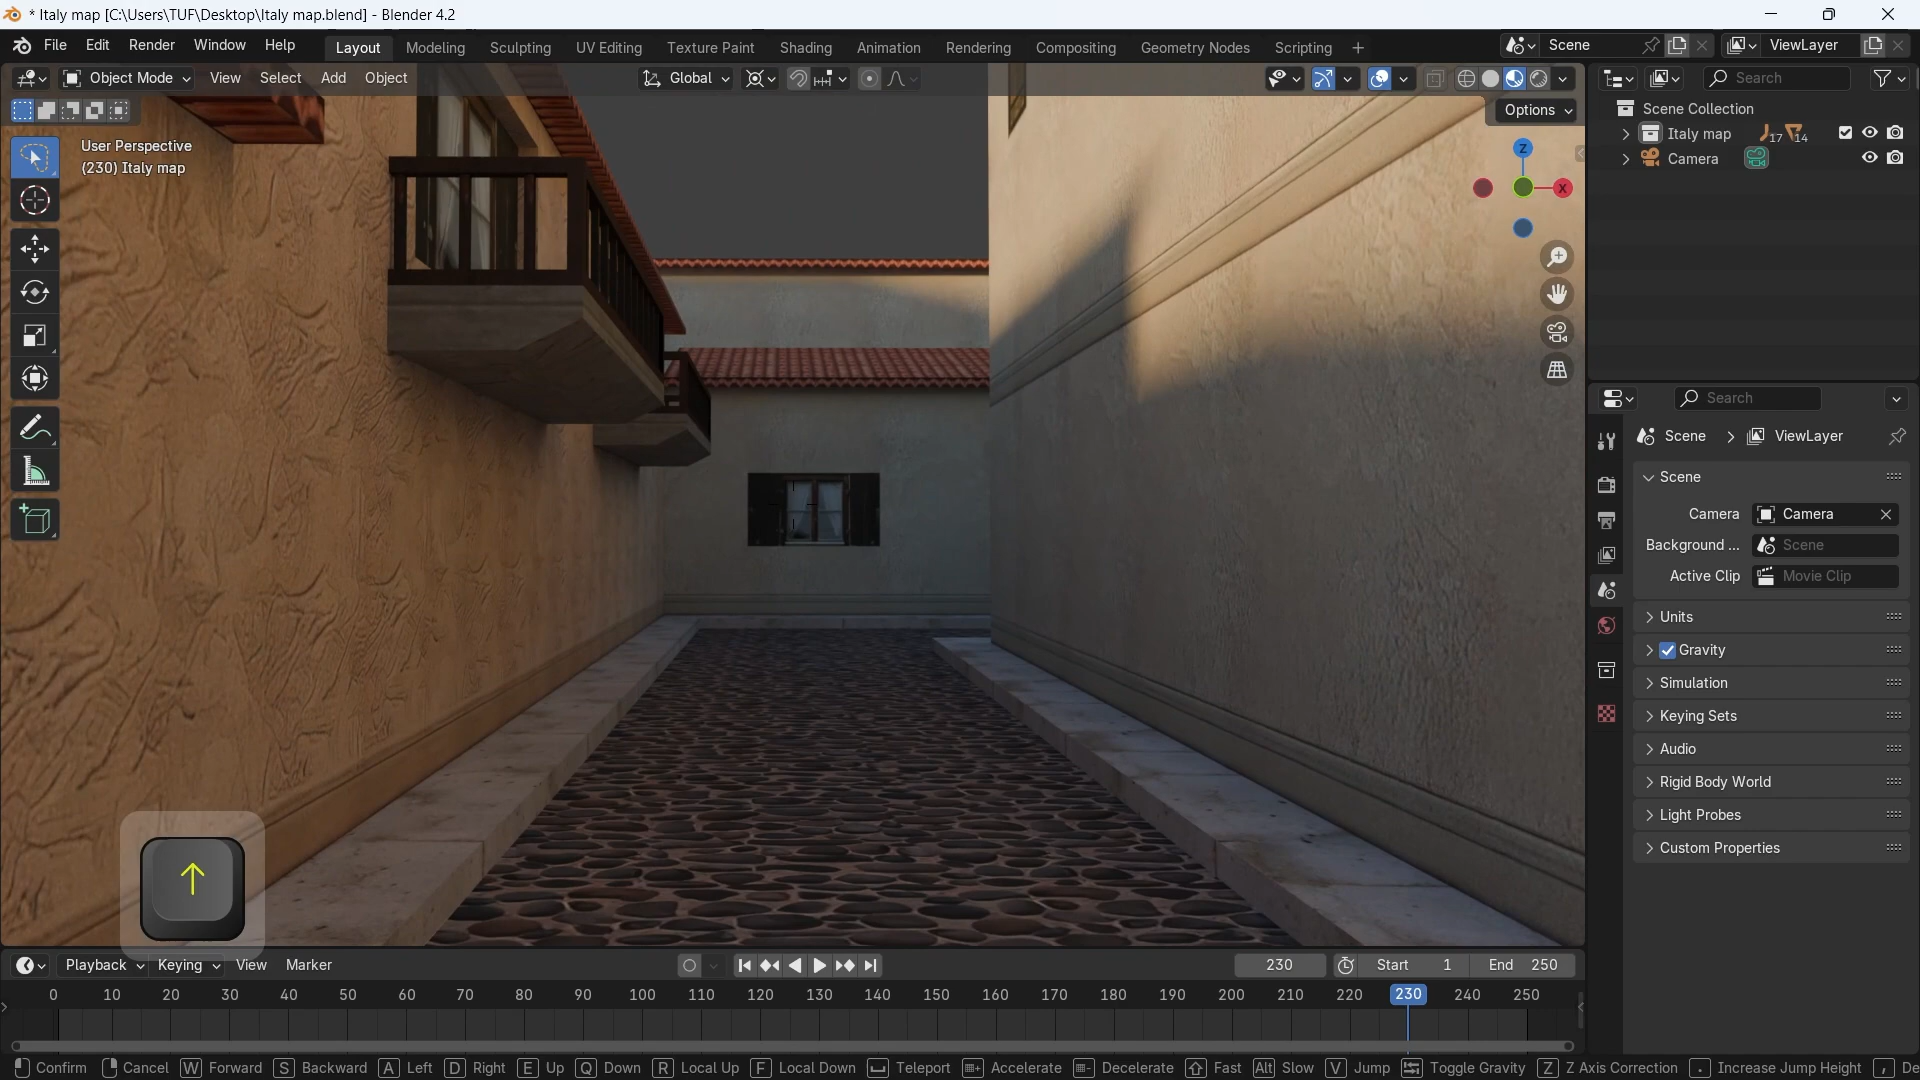 * Italy map [C:\Users\TUF\Desktop\Italy map.blend] - Blender 4.2
File Edit Render Window Help Layout Modeling Sculpting UV Editing Texture Paint Shading Animation Rendering Compositing Geometry Nodes Scripting + Scene ViewLayer
Object Mode View Select Add Object Global Search
Options
Scene Collection
Italy map 17 14
Camera
User Perspective
(230) Italy map
Z
X
Search
Scene > ViewLayer
Scene
Camera Camera
Background ... Scene
Active Clip Movie Clip
Units
Gravity
Simulation
Keying Sets
Audio
Rigid Body World
Light Probes
Custom Properties
↑
Playback Keying View Marker 230 Start 1 End 250
0 10 20 30 40 50 60 70 80 90 100 110 120 130 140 150 160 170 180 190 200 210 220 230 240 250
Confirm Cancel W Forward S Backward A Left D Right E Up Q Down R Local Up F Local Down Teleport Accelerate Decelerate Fast Alt Slow V Jump Toggle Gravity Z Z Axis Correction . Increase Jump Height , De